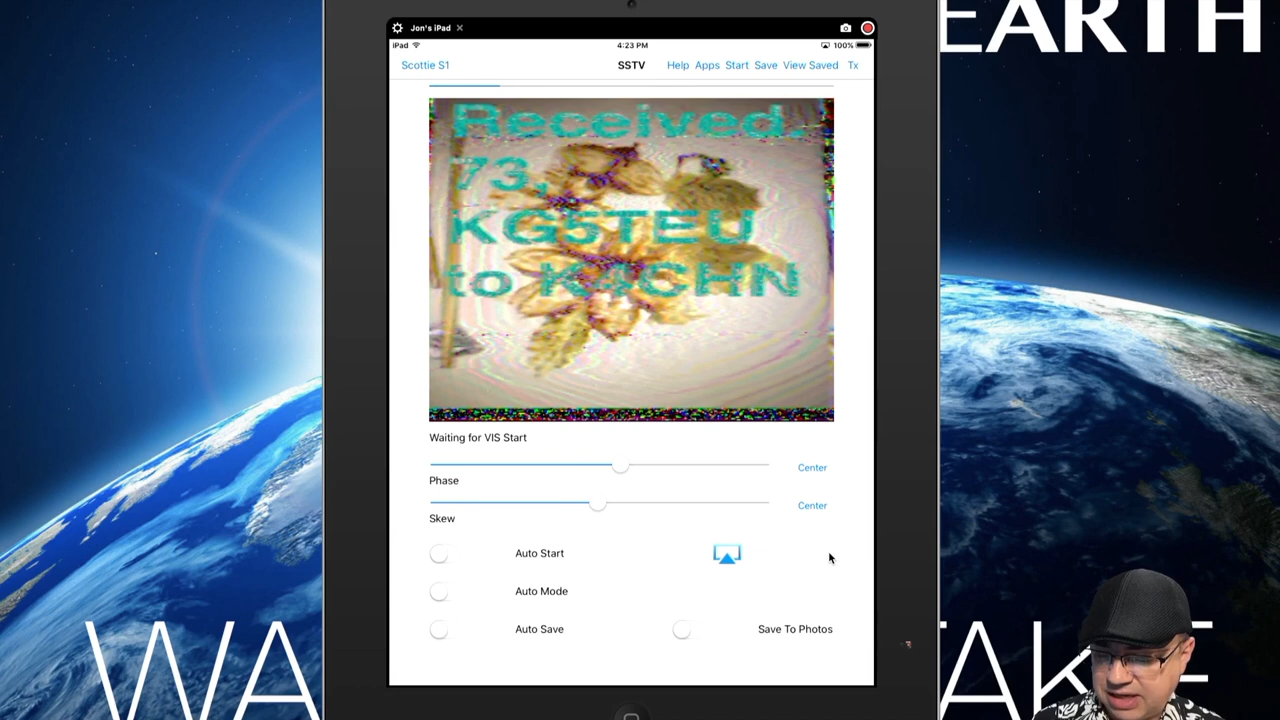 EARTH
Jon's iPad
iPad 4:23 PM 100%
Scottie S1 SSTV Help Apps Start Save View Saved Tx
Received.
73,
KG5TEU
to K4CHN
Waiting for VIS Start
Center
Phase
Center
Skew
Auto Start
Auto Mode
Auto Save Save To Photos
WA AKE